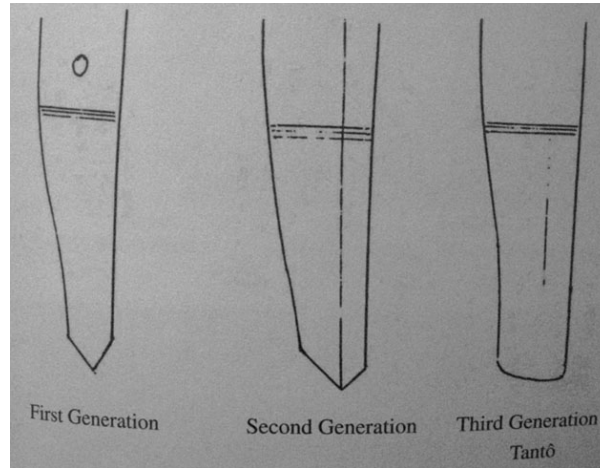 First Generation
Second Generation
Third Generation
Tantô